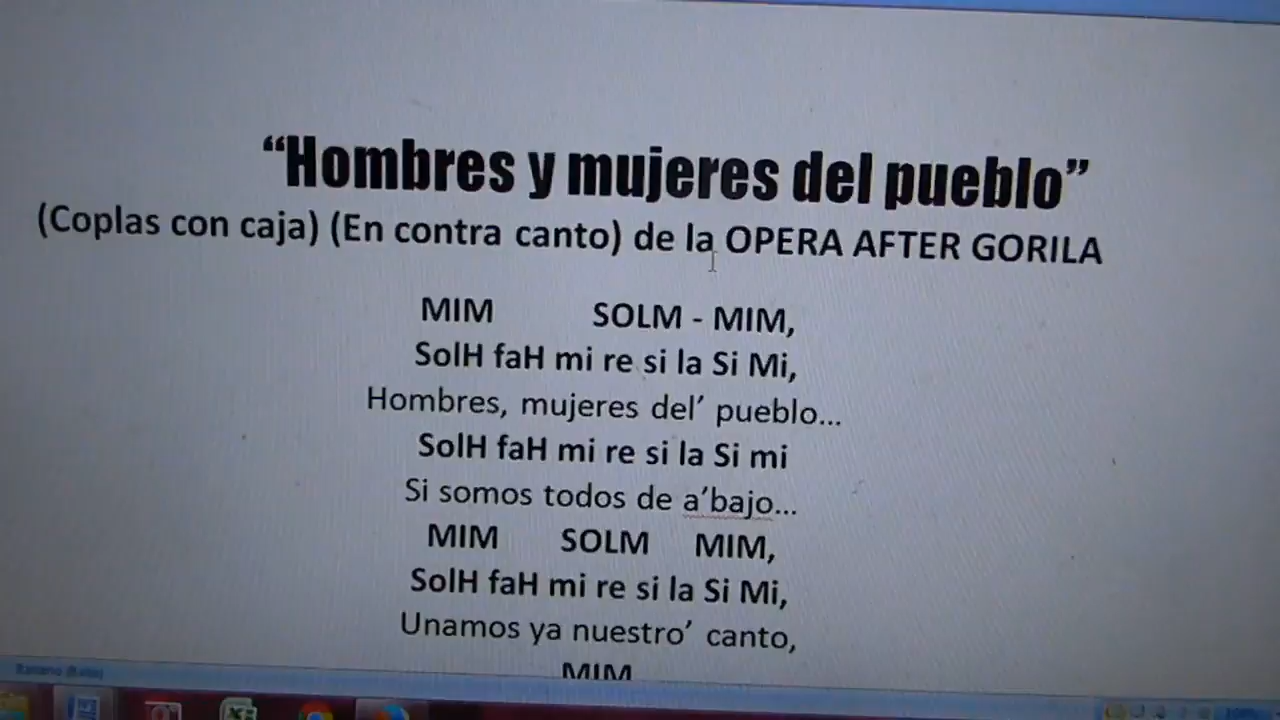 “Hombres y mujeres del pueblo”
(Coplas con caja) (En contra canto) de la OPERA AFTER GORILA
MIM SOLM - MIM,
SolH faH mi re si la Si Mi,
Hombres, mujeres del’ pueblo...
SolH faH mi re si la Si mi
Si somos todos de a’bajo...
MIM SOLM MIM,
SolH faH mi re si la Si Mi,
Unamos ya nuestro’ canto,
MIM